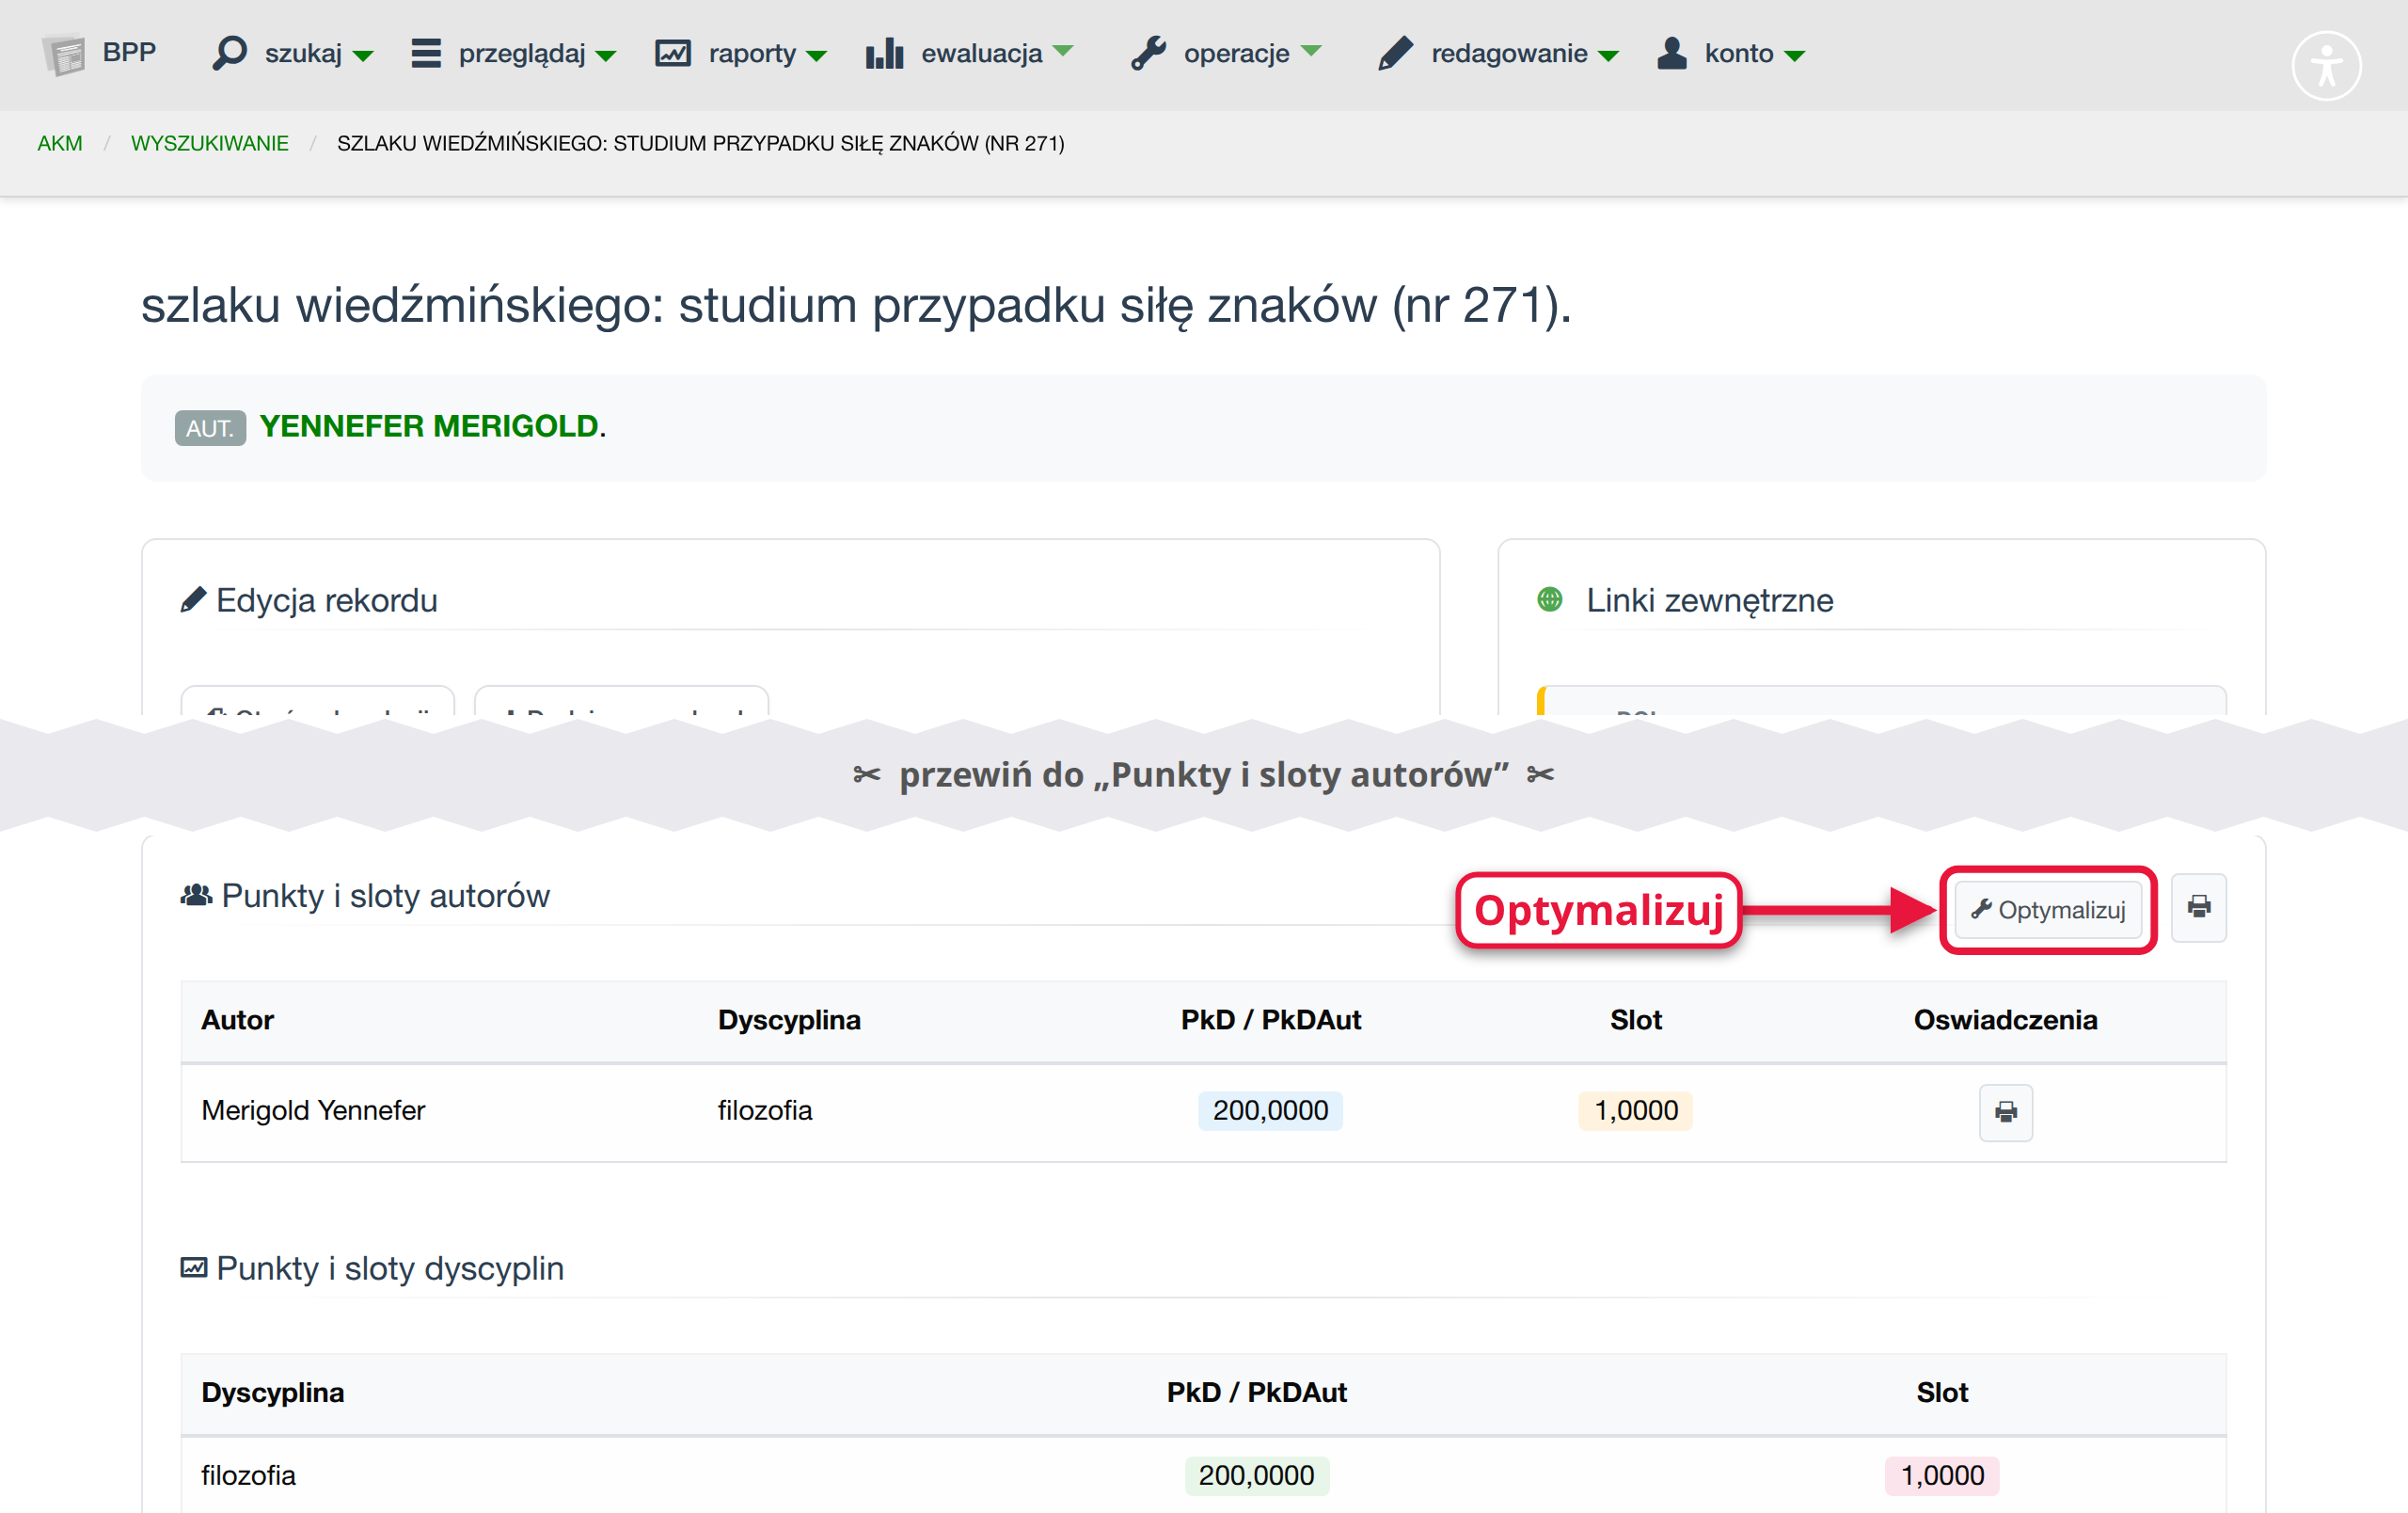 BPP szukaj przeglądaj raporty ewaluacja operacje redagowanie konto
AKM / WYSZUKIWANIE / SZLAKU WIEDŹMIŃSKIEGO: STUDIUM PRZYPADKU SIŁĘ ZNAKÓW (NR 271)
szlaku wiedźmińskiego: studium przypadku siłę znaków (nr 271).
AUT. YENNEFER MERIGOLD.
Edycja rekordu
Linki zewnętrzne
przewiń do „Punkty i sloty autorów”
Punkty i sloty autorów
Optymalizuj
Optymalizuj
Autor Dyscyplina PkD / PkDAut Slot Oswiadczenia
Merigold Yennefer filozofia 200,0000 1,0000
Punkty i sloty dyscyplin
Dyscyplina PkD / PkDAut Slot
filozofia 200,0000 1,0000